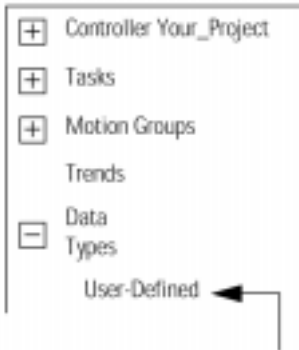 Controller Your_Project
Tasks
Motion Groups
Trends
Data
Types
User-Defined